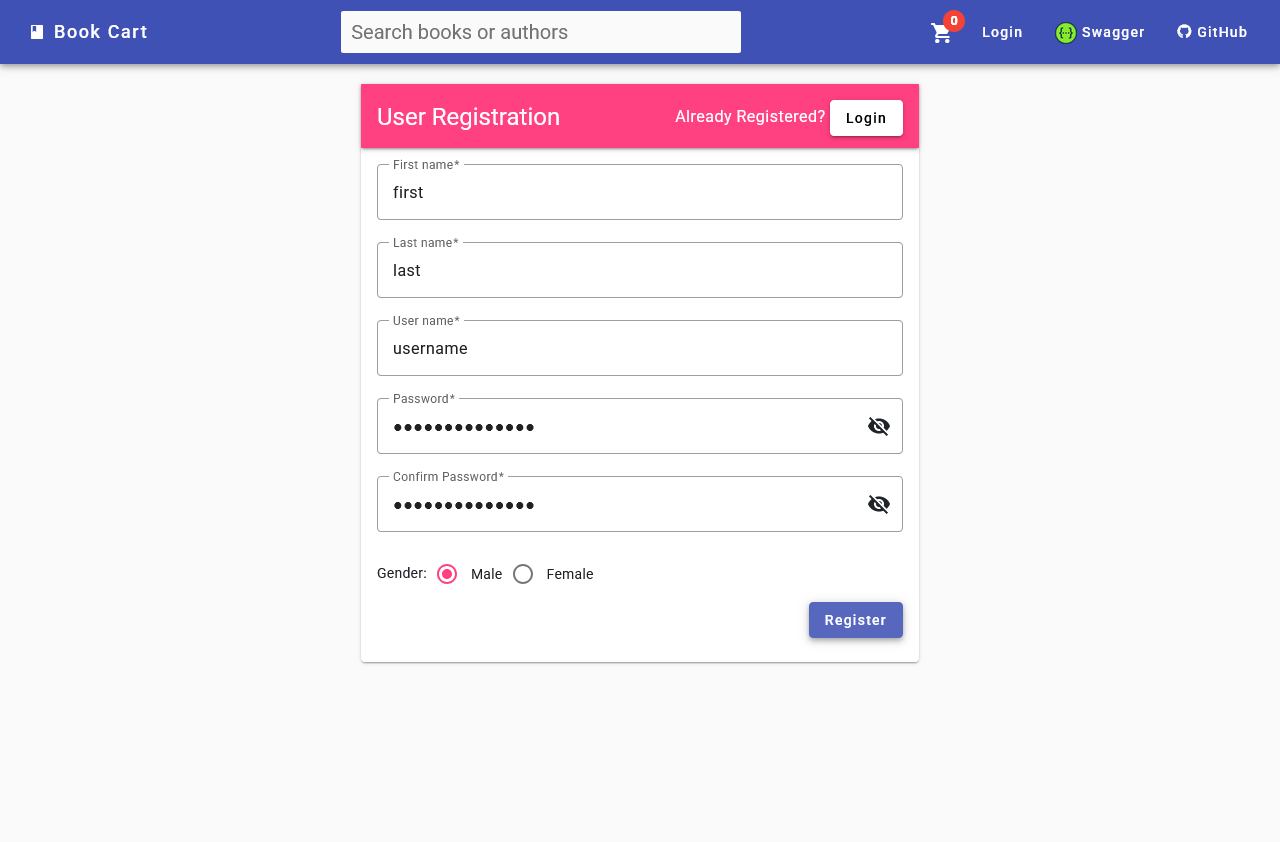 Book Cart
Search books or authors
0
Login
{···} Swagger
GitHub
User Registration
Already Registered? Login
First name*
first
Last name*
last
User name*
username
Password*
••••••••••••••
Confirm Password*
••••••••••••••
Gender: Male Female
Register